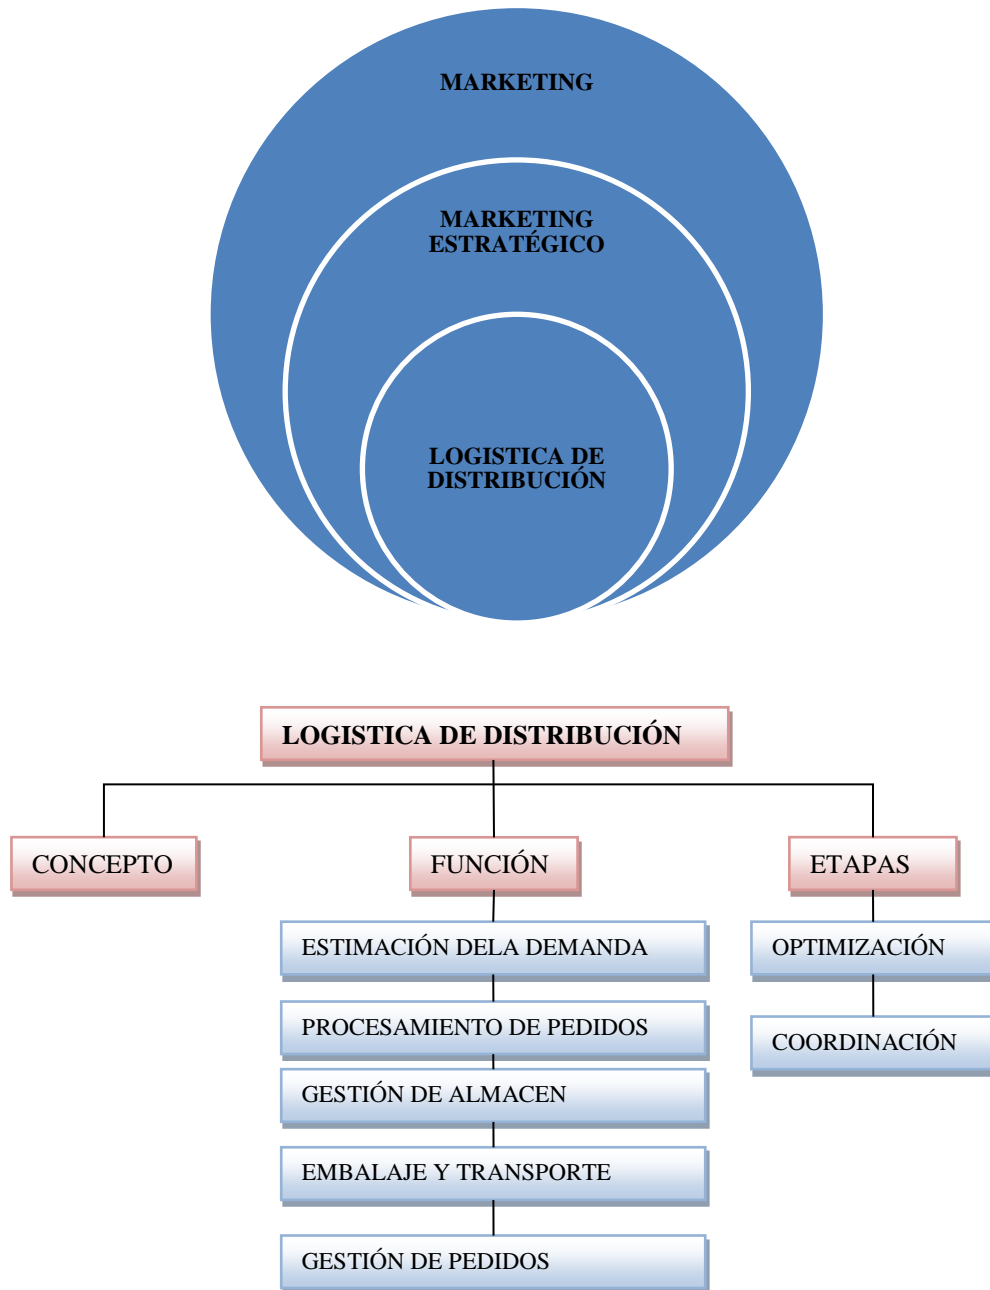 MARKETING
MARKETING
ESTRATÉGICO
LOGISTICA DE
DISTRIBUCIÓN
LOGISTICA DE DISTRIBUCIÓN
CONCEPTO
FUNCIÓN
ETAPAS
ESTIMACIÓN DELA DEMANDA
PROCESAMIENTO DE PEDIDOS
GESTIÓN DE ALMACEN
EMBALAJE Y TRANSPORTE
GESTIÓN DE PEDIDOS
OPTIMIZACIÓN
COORDINACIÓN